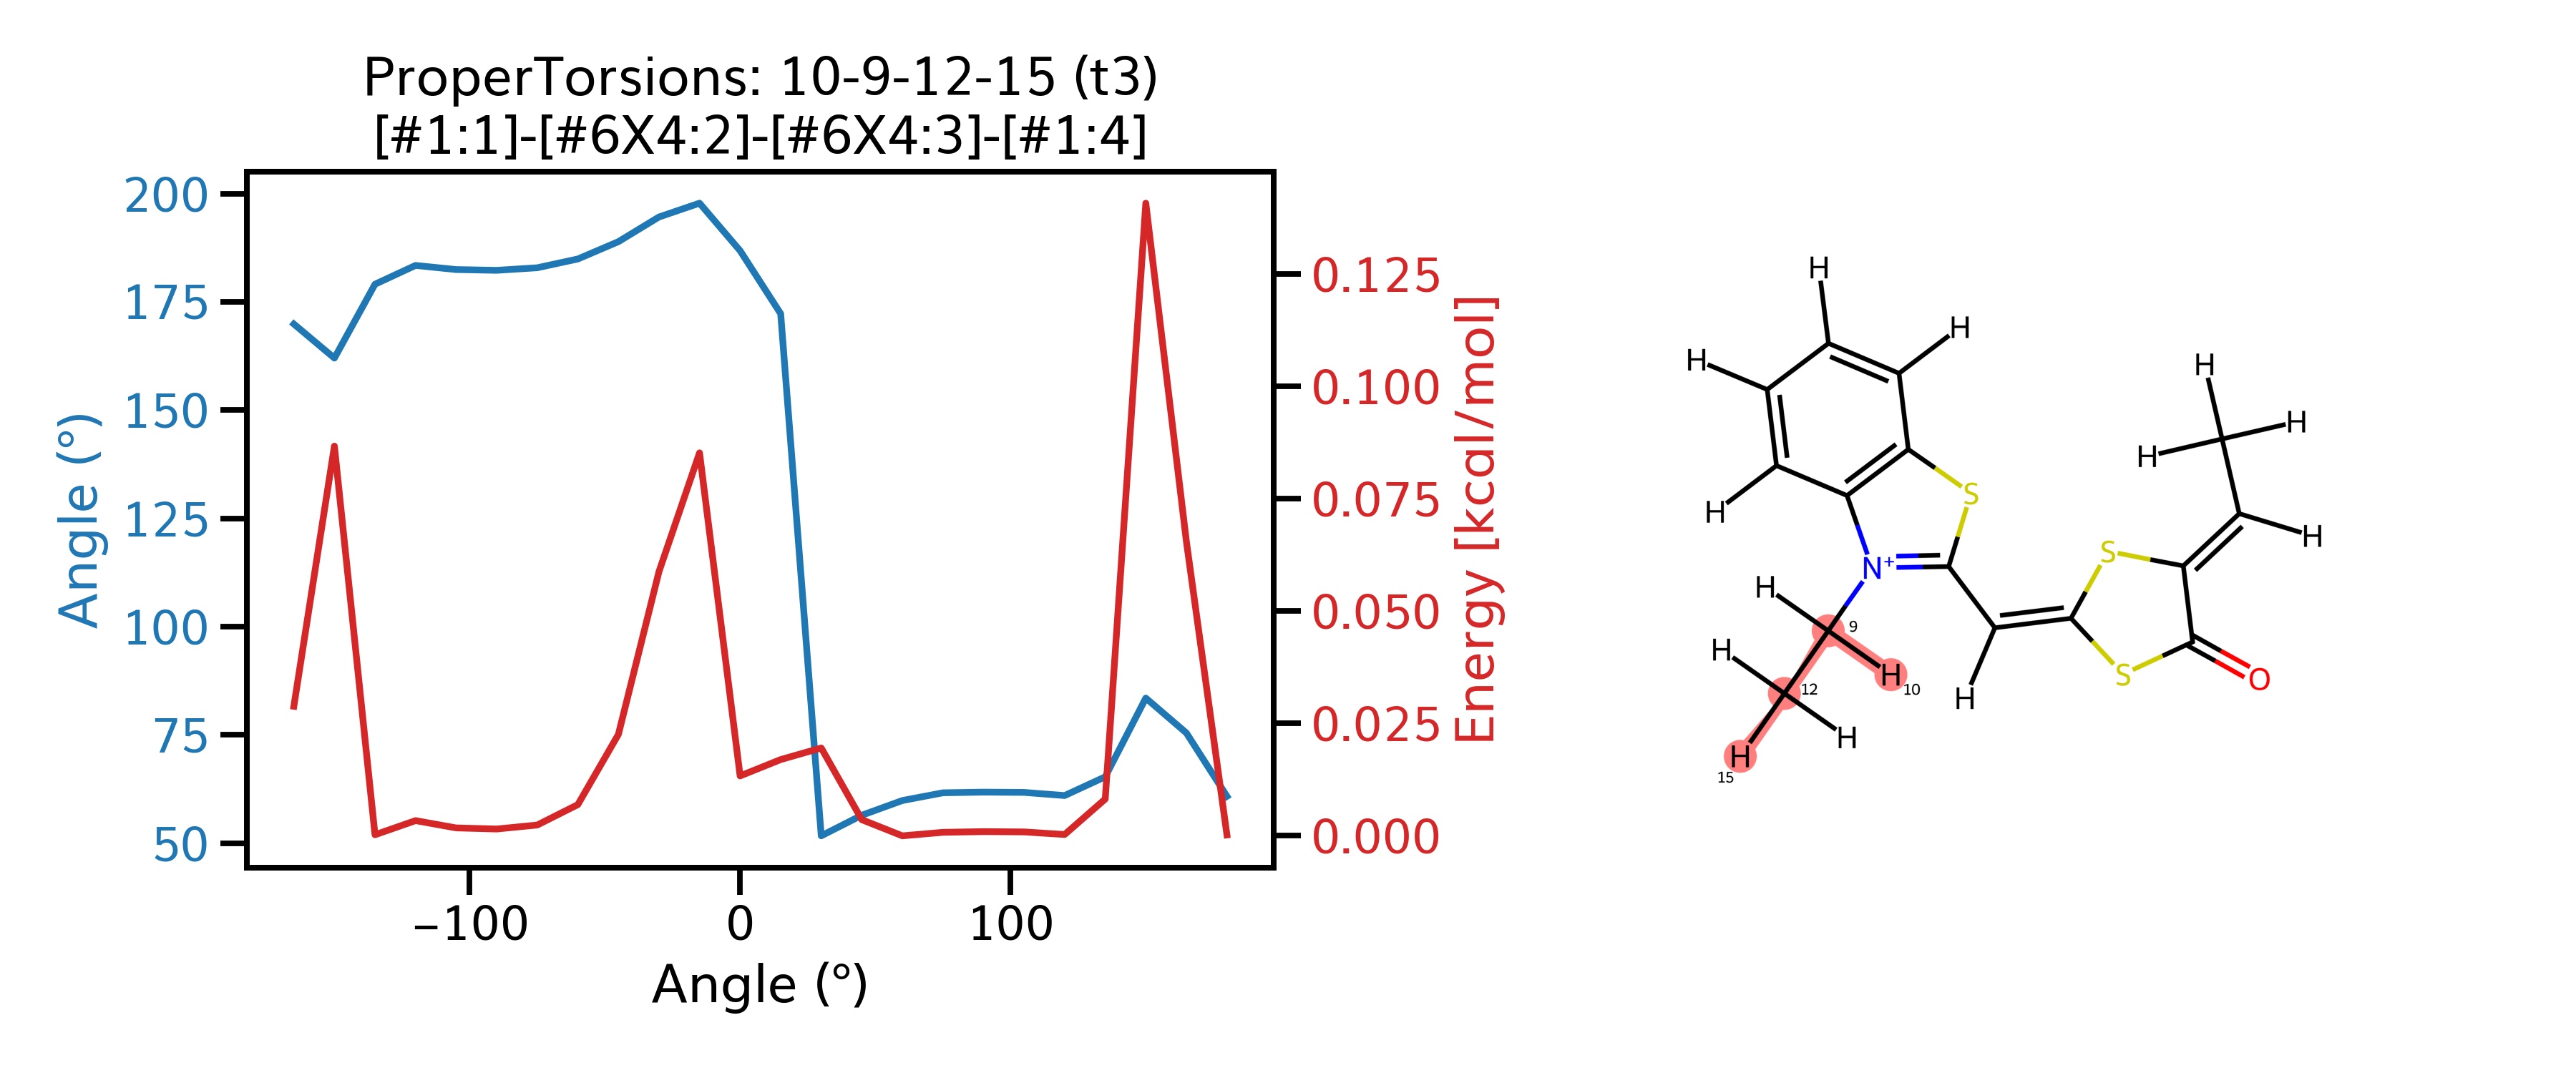 ProperTorsions: 10-9-12-15 (t3)
[#1:1]-[#6X4:2]-[#6X4:3]-[#1:4]
200
175
150
125
100
75
50
Angle (°)
0.125
0.100
0.075
0.050
0.025
0.000
Energy [kcal/mol]
−100
0
100
Angle (°)
H
H
H
H
H
H
H
S
H
H
S
N+
H
9
H
H
10
S
O
12
H
H
H
15